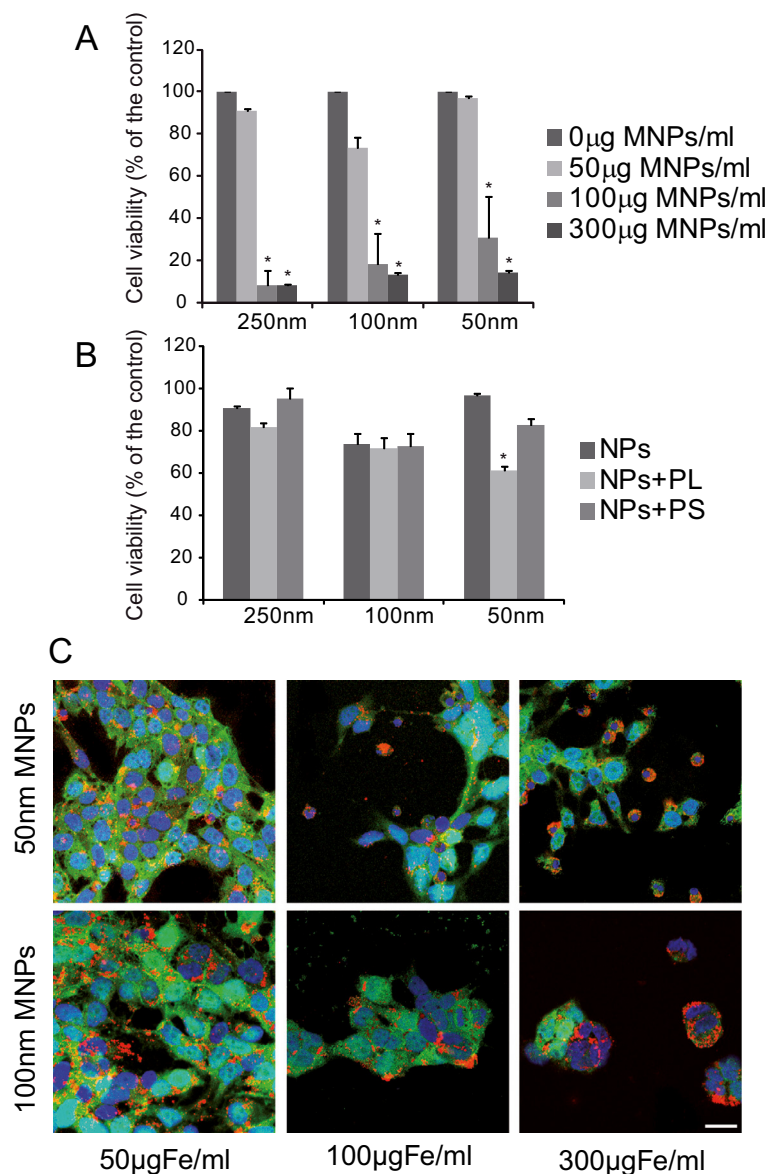 A
Cell viability (% of the control)
120
100
80
60
40
20
0
* *
* *
* *
250nm 100nm 50nm
0µg MNPs/ml
50µg MNPs/ml
100µg MNPs/ml
300µg MNPs/ml
B
Cell viability (% of the control)
120
100
80
60
40
20
0
*
250nm 100nm 50nm
NPs
NPs+PL
NPs+PS
C
50nm MNPs
100nm MNPs
50µgFe/ml 100µgFe/ml 300µgFe/ml